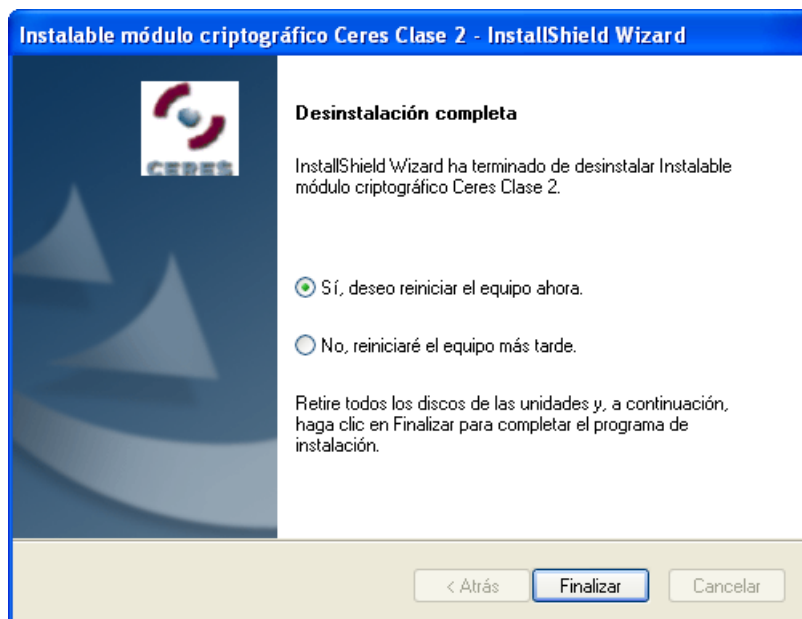 Instalable módulo criptográfico Ceres Clase 2 - InstallShield Wizard
CERES
Desinstalación completa
InstallShield Wizard ha terminado de desinstalar Instalable
módulo criptográfico Ceres Clase 2.
Sí, deseo reiniciar el equipo ahora.
No, reiniciaré el equipo más tarde.
Retire todos los discos de las unidades y, a continuación,
haga clic en Finalizar para completar el programa de
instalación.
< Atrás Finalizar Cancelar